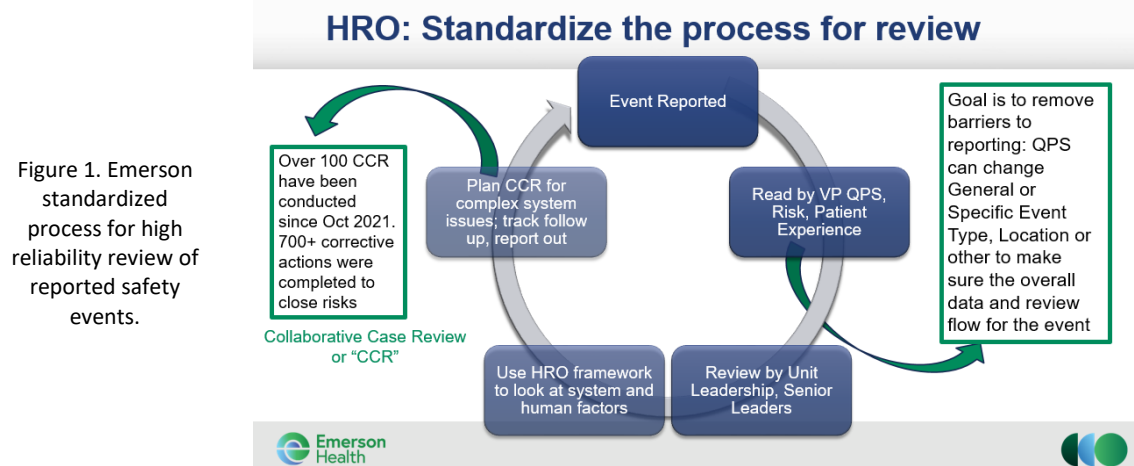 HRO: Standardize the process for review
Figure 1. Emerson
standardized
process for high
reliability review of
reported safety
events.
Event Reported
Read by VP QPS,
Risk, Patient
Experience
Goal is to remove
barriers to
reporting: QPS
can change
General or
Specific Event
Type, Location or
other to make
sure the overall
data and review
flow for the event
Review by Unit
Leadership, Senior
Leaders
Use HRO framework
to look at system and
human factors
Plan CCR for
complex system
issues; track follow
up, report out
Over 100 CCR
have been
conducted
since Oct 2021.
700+ corrective
actions were
completed to
close risks
Collaborative Case Review
or “CCR”
Emerson
Health